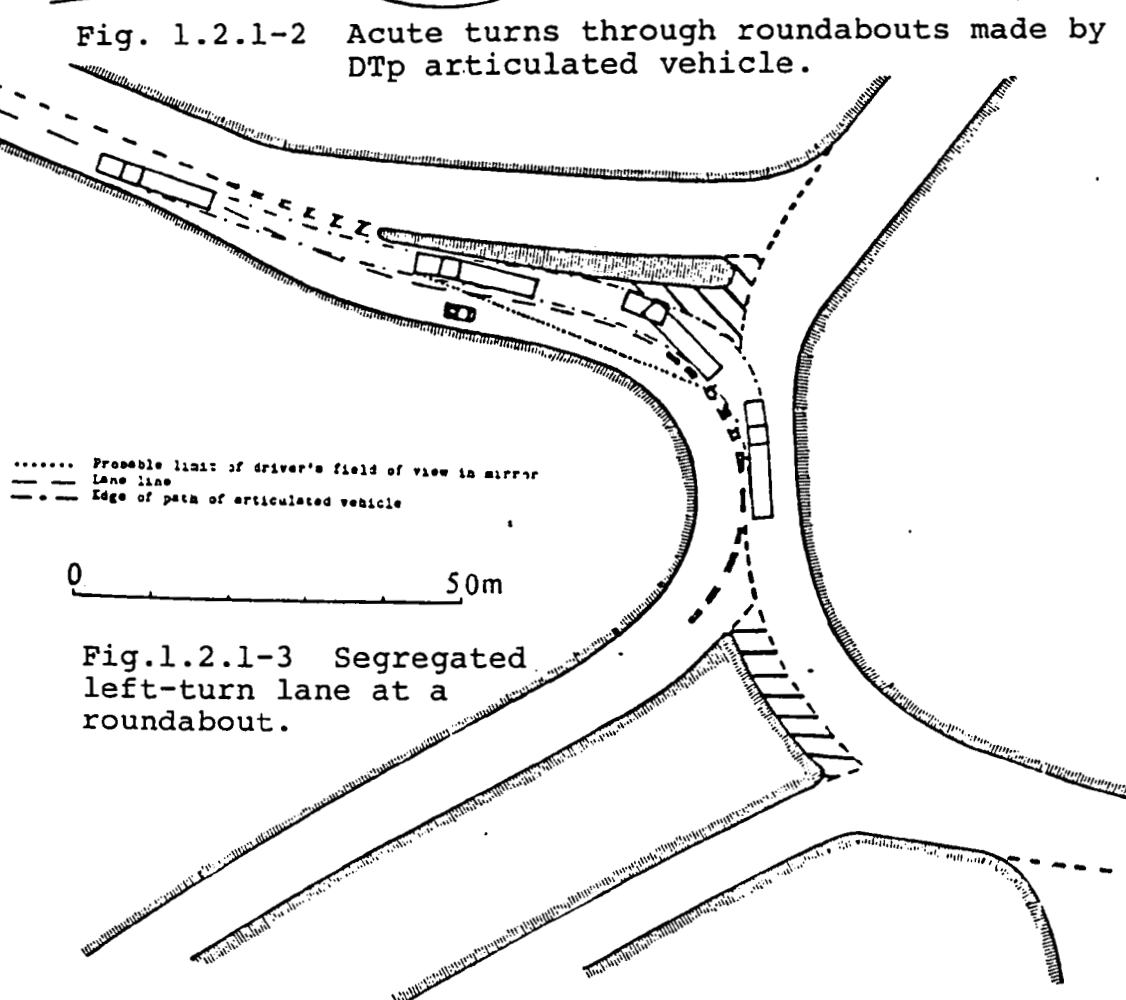 Fig. 1.2.1-2 Acute turns through roundabouts made by
DTp articulated vehicle.
Probable limit of driver's field of view in mirror
Lane line
Edge of path of articulated vehicle
0 50m
Fig.1.2.1-3 Segregated
left-turn lane at a
roundabout.